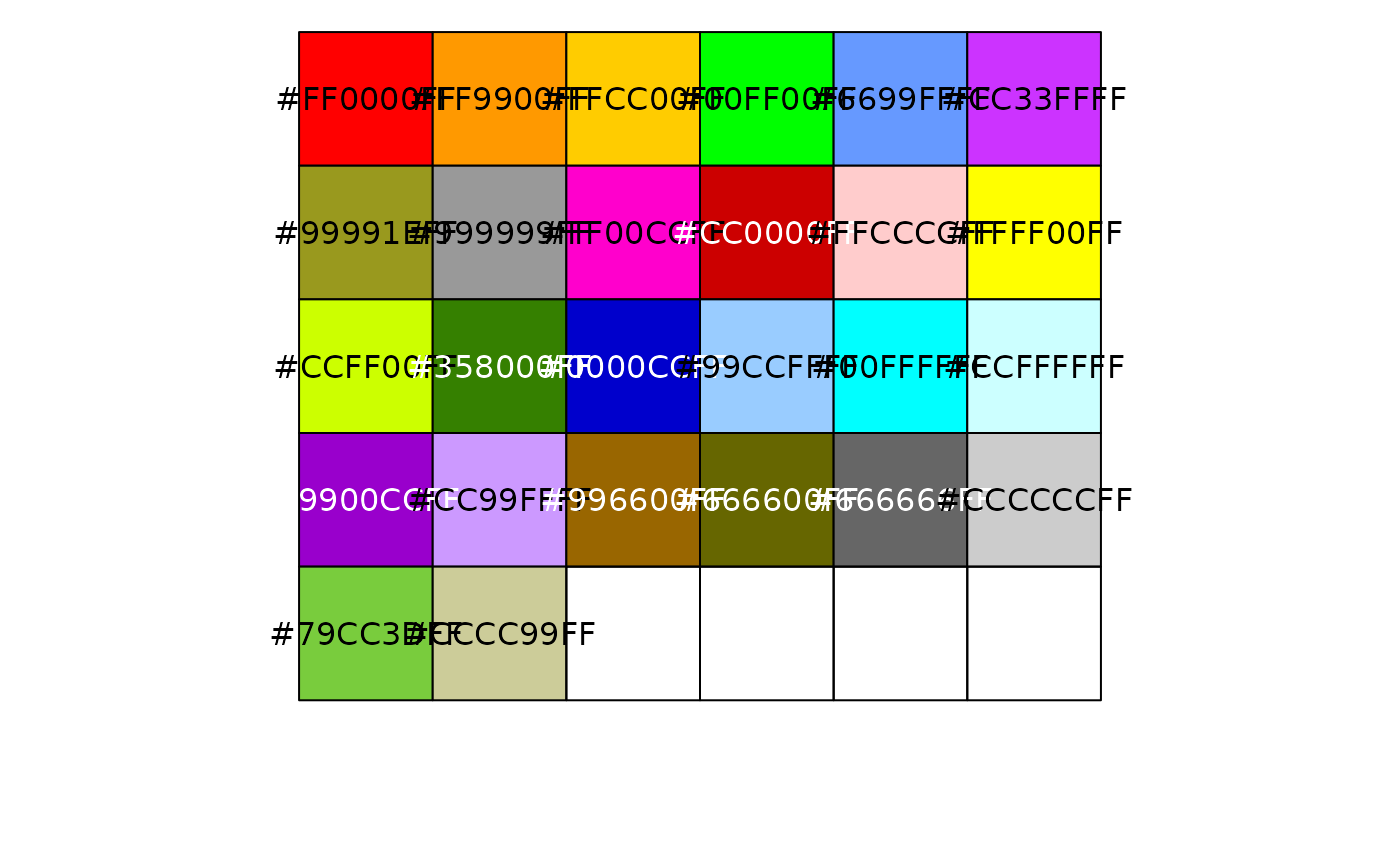 #FF0000FF #FF9900FF #FFCC00FF #00FF00FF #6699FFFF #CC33FFFF
#99991EFF #999999FF #FF00CCFF #CC0000FF #FFCCCCFF #FFFF00FF
#CCFF00FF #358000FF #0000CCFF #99CCFFFF #00FFFFFF #CCFFFFFF
#9900CCFF #CC99FFFF #996600FF #666600FF #666666FF #CCCCCCFF
#79CC3DFF #CCCC99FF